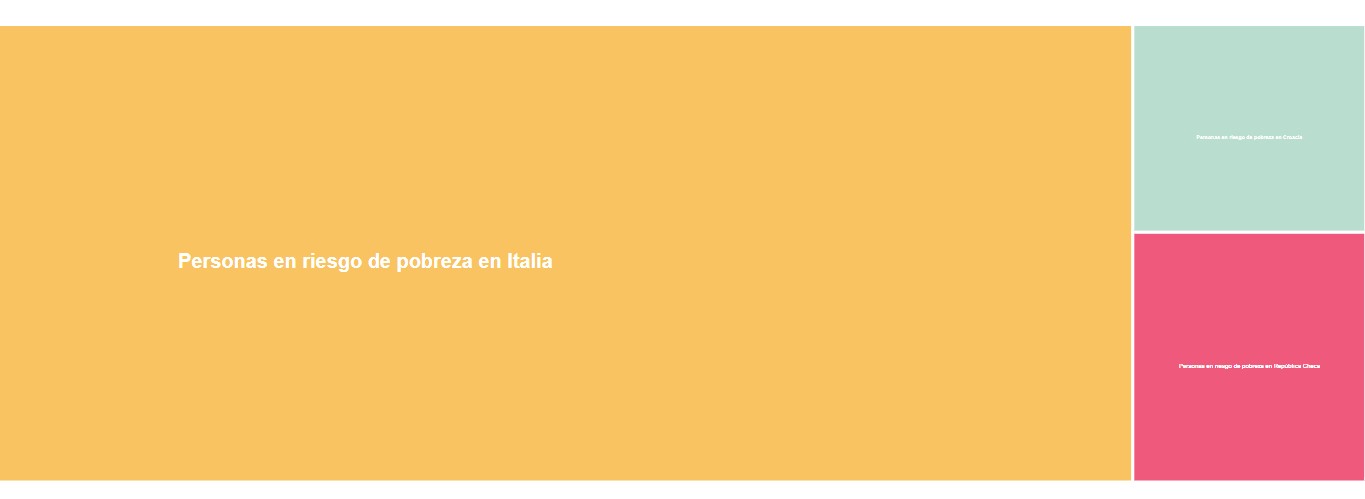 Personas en riesgo de pobreza en Italia
Personas en riesgo de pobreza en Croacia
Personas en riesgo de pobreza en República Checa